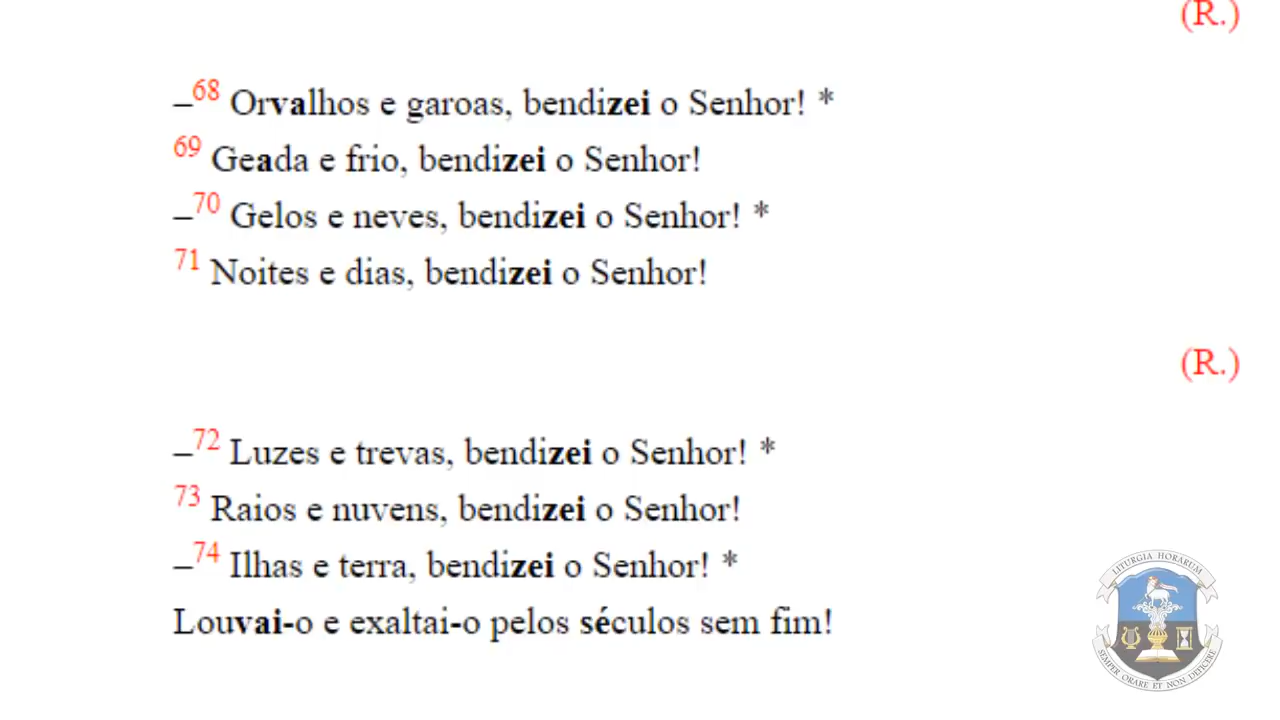 (R.)
–68 Orvalhos e garoas, bendizei o Senhor! *
69 Geada e frio, bendizei o Senhor!
–70 Gelos e neves, bendizei o Senhor! *
71 Noites e dias, bendizei o Senhor!
(R.)
–72 Luzes e trevas, bendizei o Senhor! *
73 Raios e nuvens, bendizei o Senhor!
–74 Ilhas e terra, bendizei o Senhor! *
Louvai-o e exaltai-o pelos séculos sem fim!
LITURGIA HORARUM
SEMPER ORARE ET NON DEFICERE